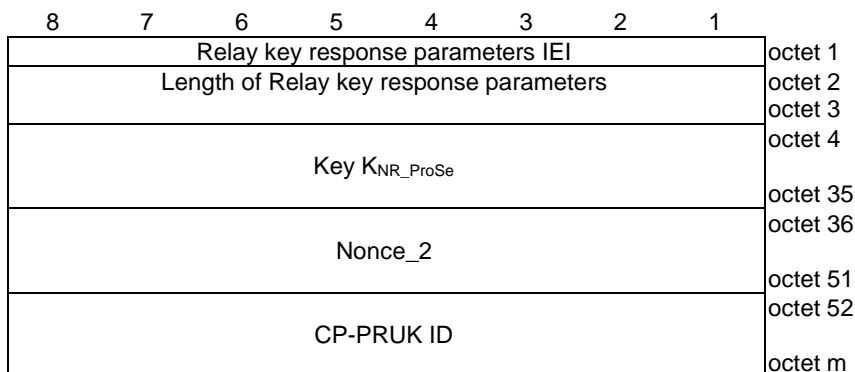 8 7 6 5 4 3 2 1
Relay key response parameters IEI octet 1
Length of Relay key response parameters octet 2
octet 3
octet 4
Key KNR_ProSe
octet 35
octet 36
Nonce_2
octet 51
octet 52
CP-PRUK ID
octet m